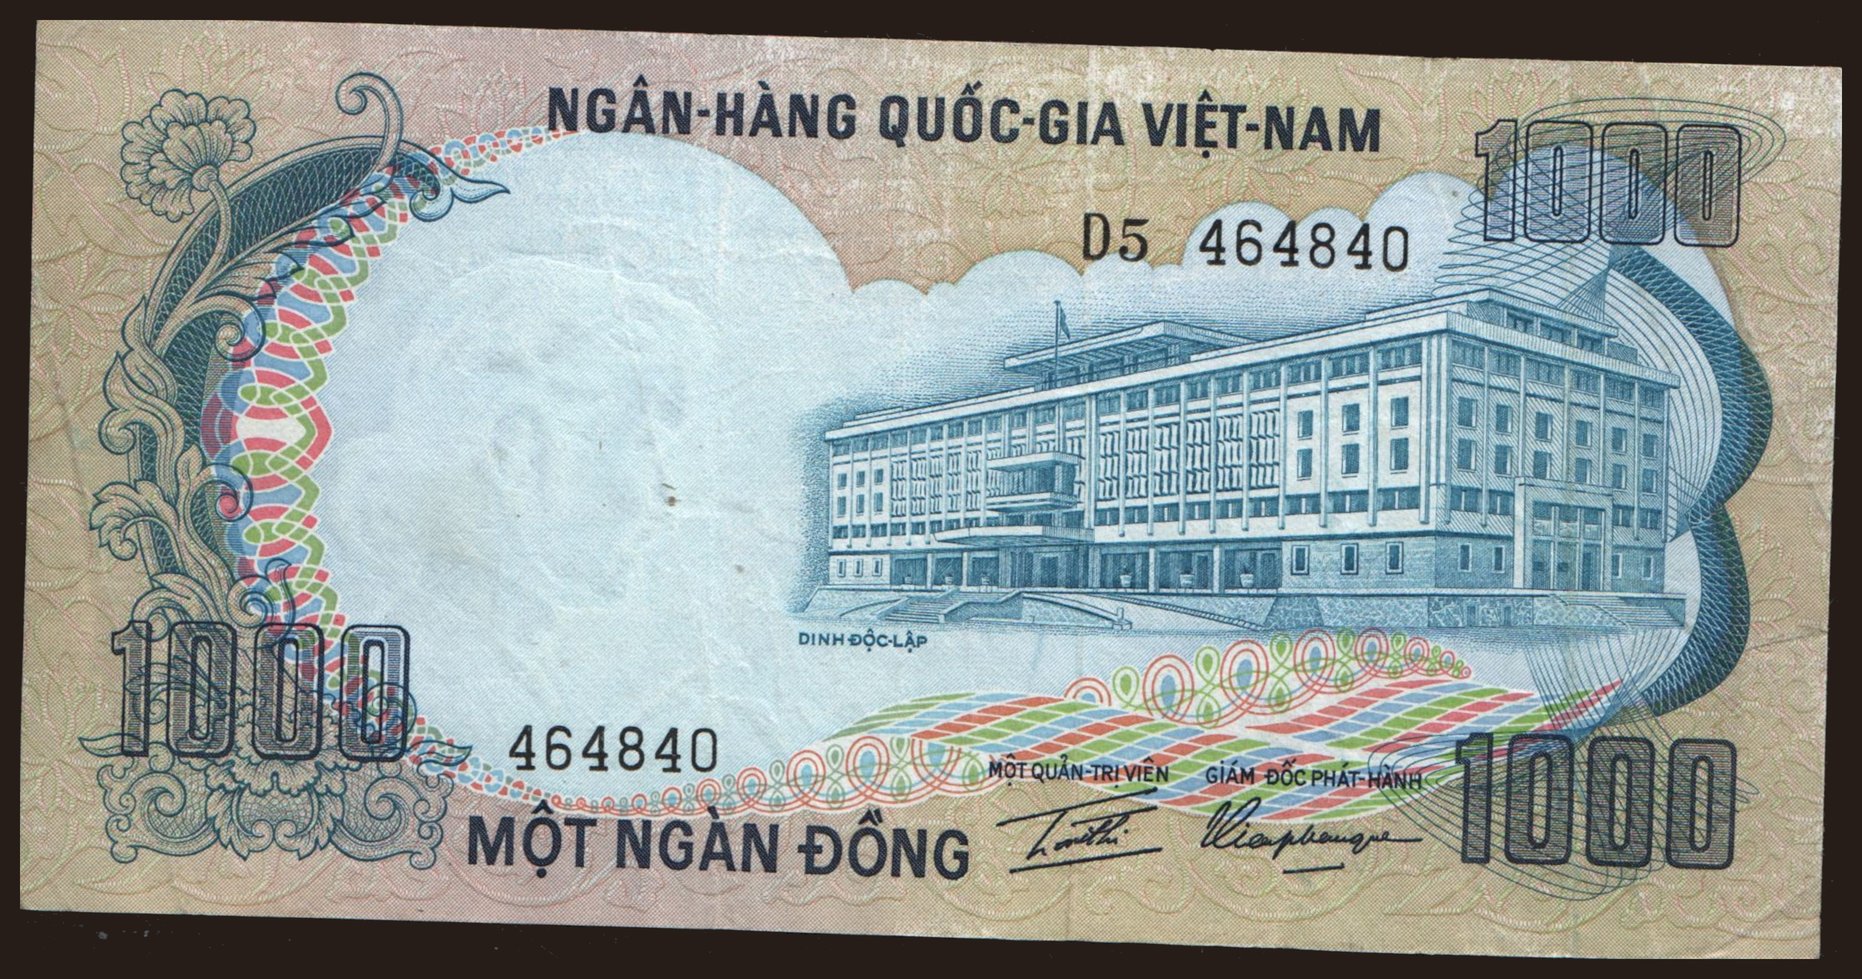 NGÂN-HÀNG QUỐC-GIA VIỆT-NAM
1000
D5 464840
DINH ĐỘC-LẬP
1000
464840
MỘT QUẢN-TRỊ VIÊN
GIÁM ĐỐC PHÁT-HÀNH
1000
MỘT NGÀN ĐỒNG